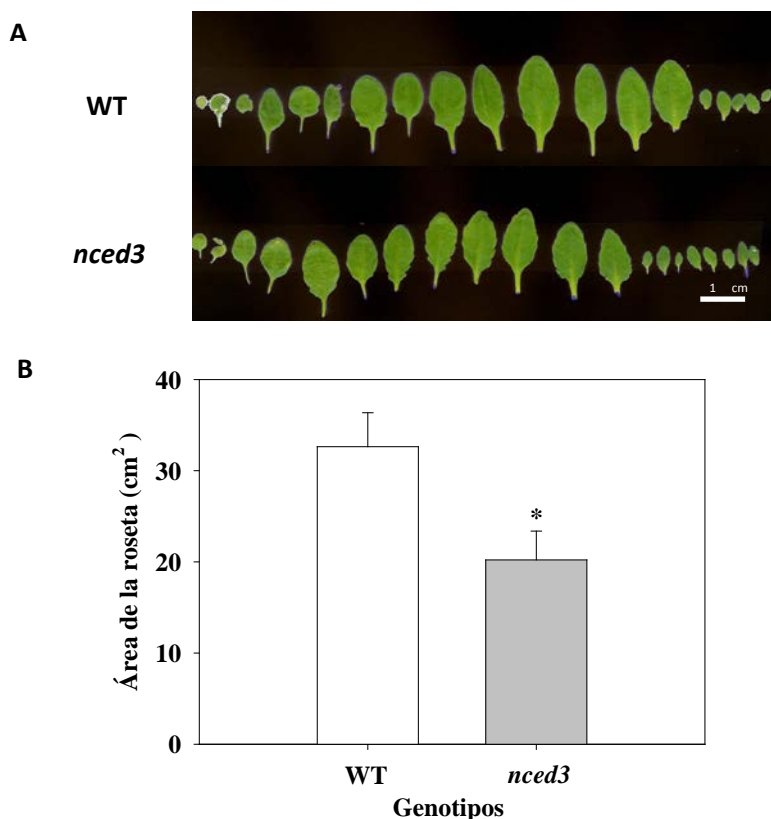 A
WT
nced3
1 cm
B
40
30
20
10
0
Área de la roseta (cm²)
*
WT nced3
Genotipos